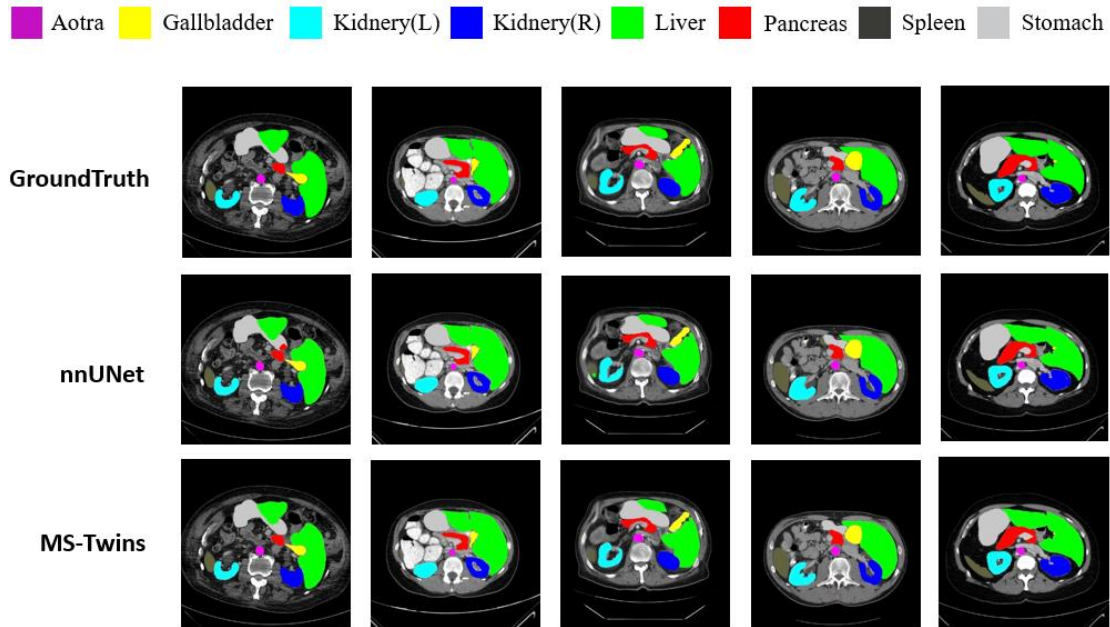 Aotra Gallbladder Kidnery(L) Kidnery(R) Liver Pancreas Spleen Stomach
GroundTruth
nnUNet
MS-Twins